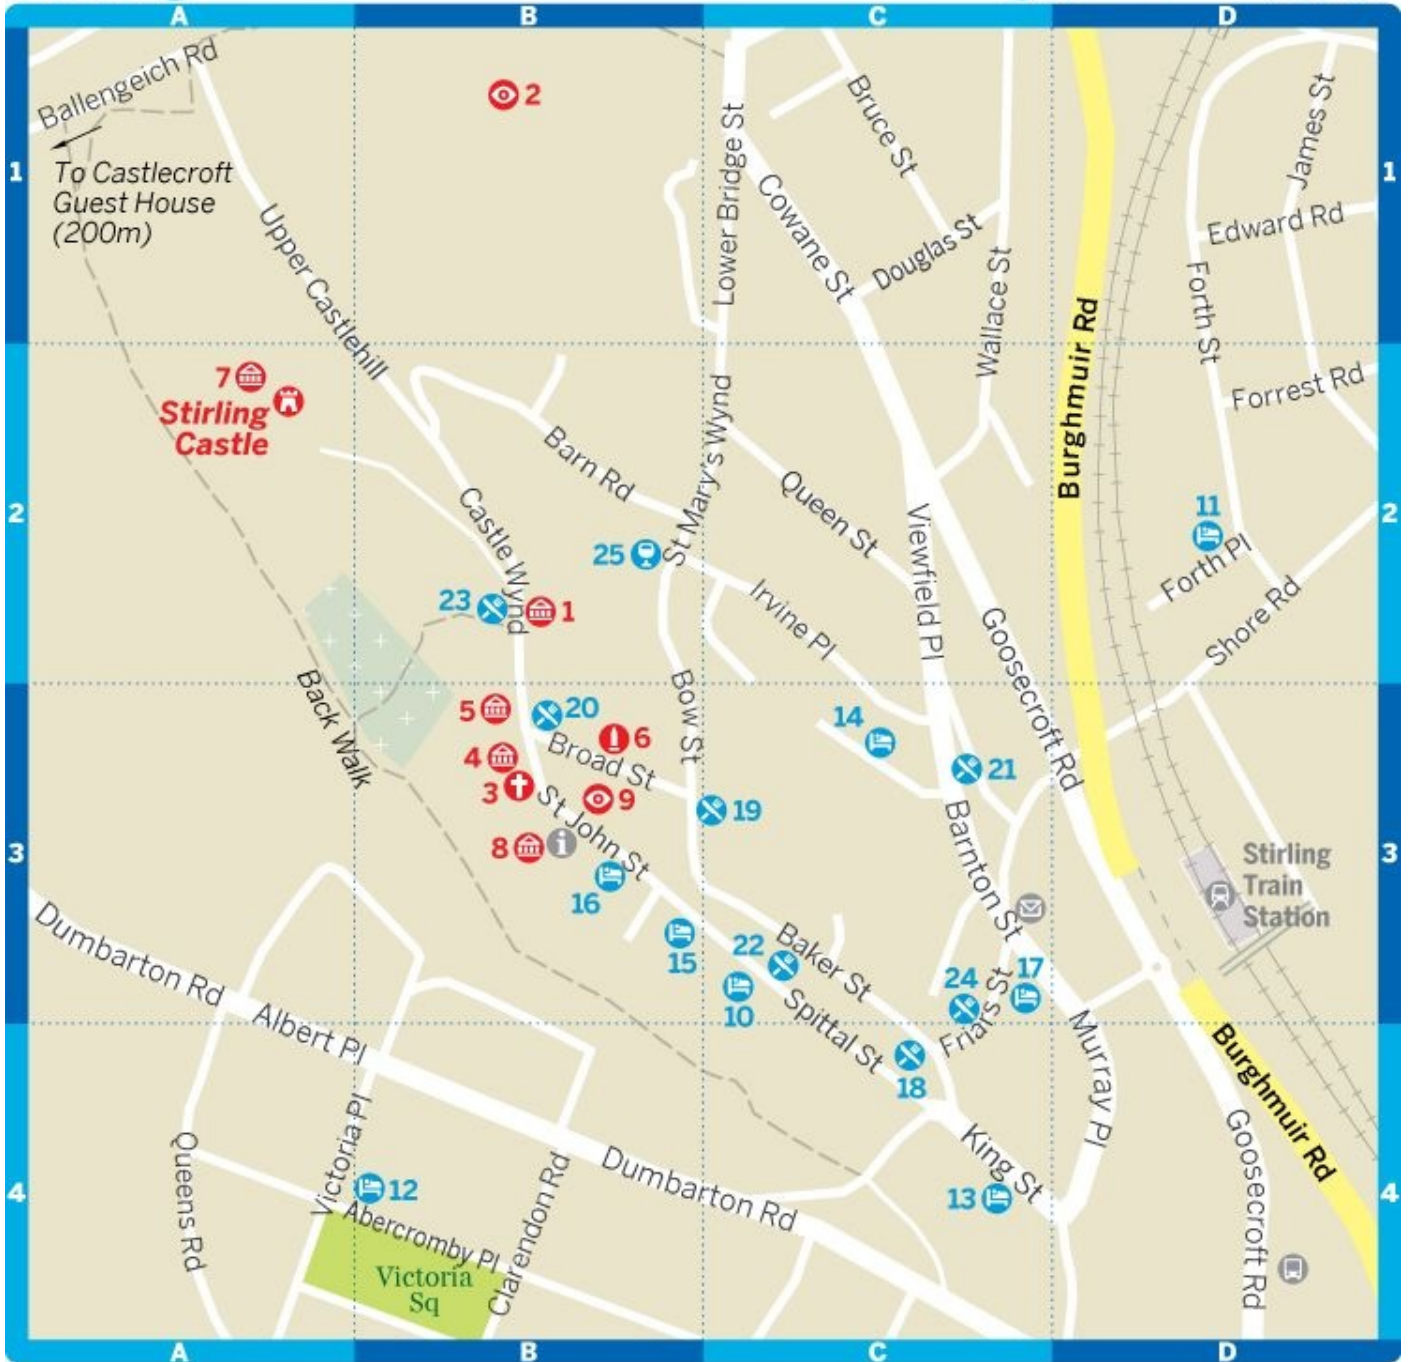 A
B
C
D
Ballengeich Rd
To Castlecroft
Guest House
(200m)
2
Upper Castlehill
Lower Bridge St
Cowane St
Bruce St
Douglas St
Wallace St
Burghmuir Rd
James St
Edward Rd
Forth St
1
1
7
Stirling
Castle
Barn Rd
St Mary's Wynd
Queen St
Viewfield Pl
Forrest Rd
11
Forth Pl
Shore Rd
2
2
Castle Wynd
25
23
1
Irvine Pl
Goosecroft Rd
Back Walk
Bow St
5
20
6
4
Broad St
3
9
St John St
8
i
16
15
19
14
21
Barnton St
22
Baker St
10
Spittal St
24
17
Friars St
Stirling
Train
Station
3
3
Dumbarton Rd
Albert Pl
18
Murray Pl
Burghmuir Rd
Goosecroft Rd
King St
13
Queens Rd
Victoria Pl
12
Abercromby Pl
Clarendon Rd
Dumbarton Rd
Victoria
Sq
4
4
A
B
C
D